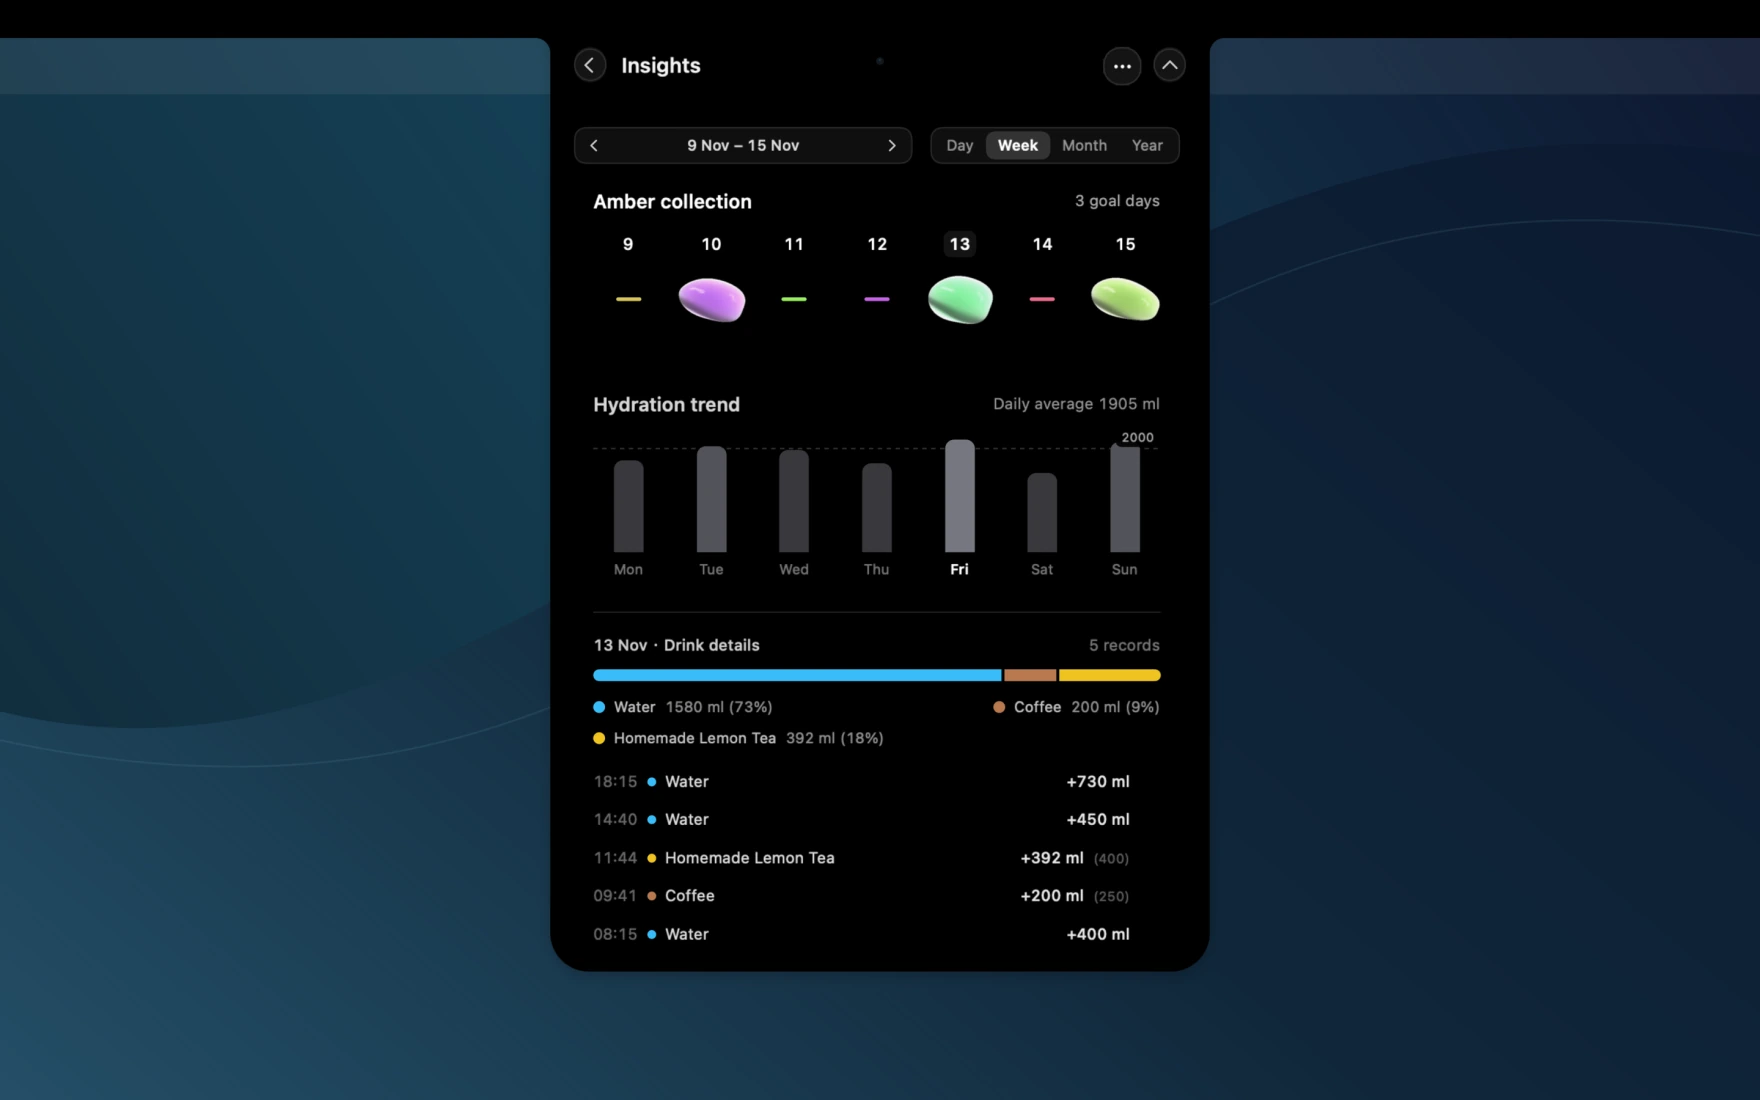 Insights
9 Nov – 15 Nov
Day Week Month Year
Amber collection
3 goal days
9 10 11 12 13 14 15
Hydration trend
Daily average 1905 ml
2000
Mon Tue Wed Thu Fri Sat Sun
13 Nov · Drink details
5 records
Water 1580 ml (73%)
Coffee 200 ml (9%)
Homemade Lemon Tea 392 ml (18%)
18:15 Water +730 ml
14:40 Water +450 ml
11:44 Homemade Lemon Tea +392 ml (400)
09:41 Coffee +200 ml (250)
08:15 Water +400 ml